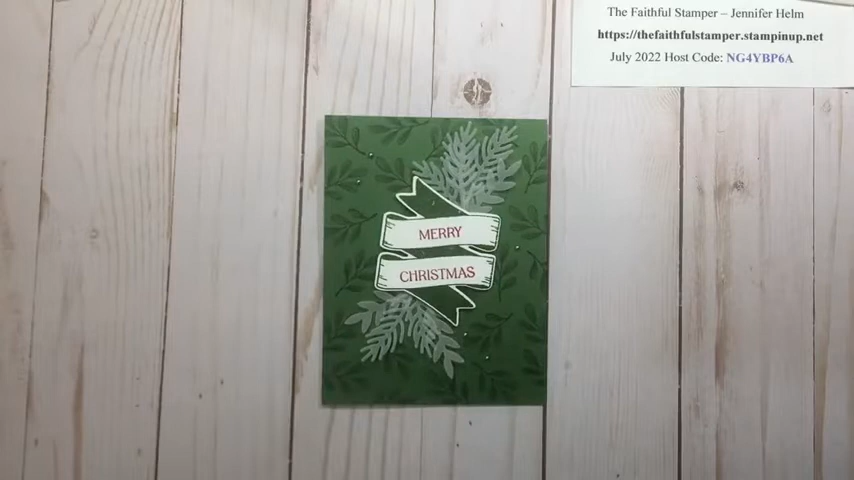 The Faithful Stamper – Jennifer Helm
https://thefaithfulstamper.stampinup.net
July 2022 Host Code: NG4YBP6A
MERRY
CHRISTMAS